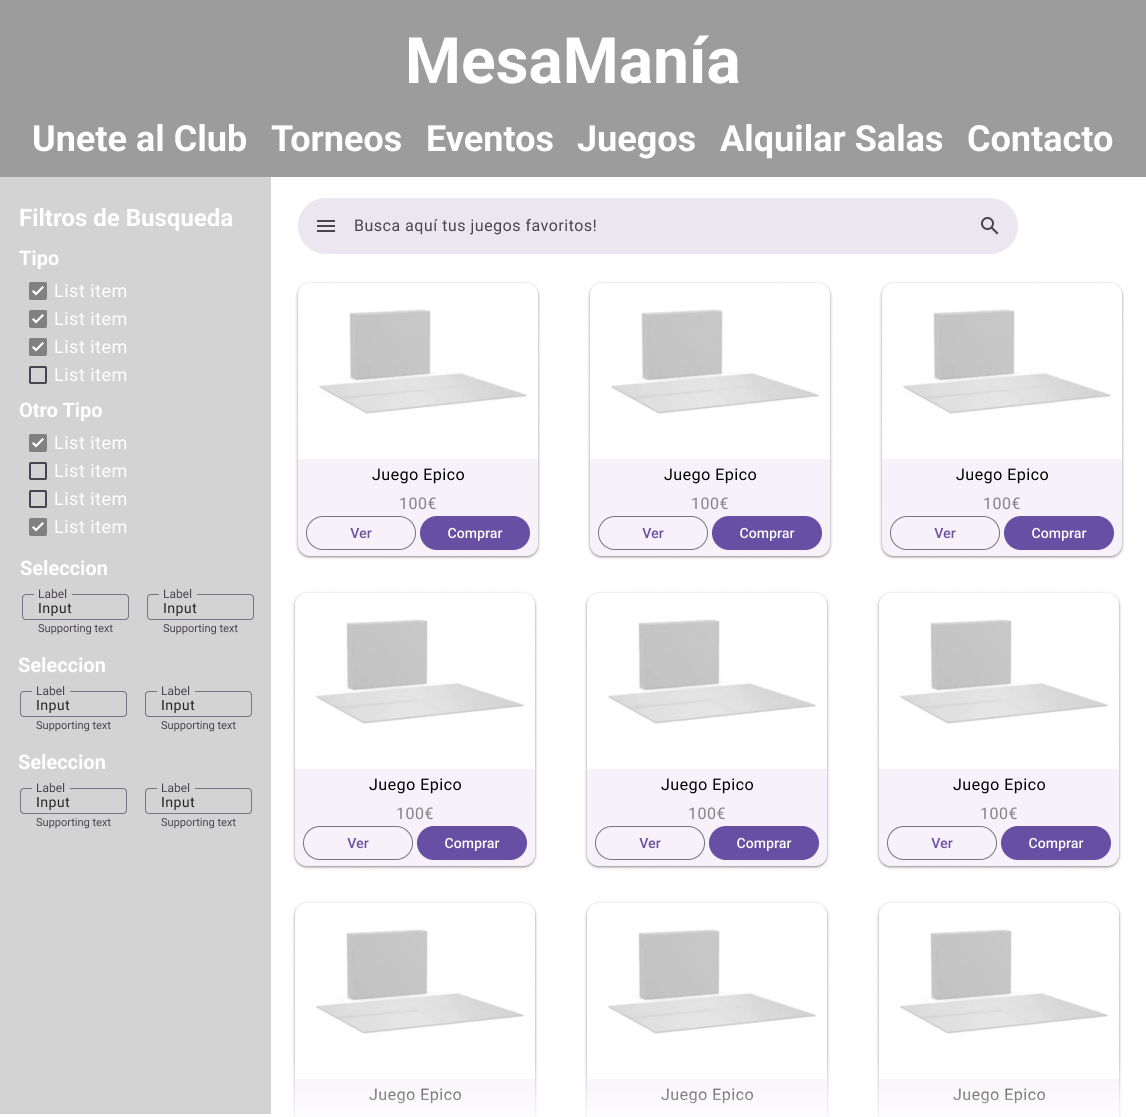 MesaManía
Unete al Club Torneos Eventos Juegos Alquilar Salas Contacto
Filtros de Busqueda
Tipo
List item
List item
List item
List item
Otro Tipo
List item
List item
List item
List item
Seleccion
Label Label
Input Input
Supporting text Supporting text
Seleccion
Label Label
Input Input
Supporting text Supporting text
Seleccion
Label Label
Input Input
Supporting text Supporting text
Busca aquí tus juegos favoritos!
Juego Epico Juego Epico Juego Epico
100€ 100€ 100€
Ver Comprar Ver Comprar Ver Comprar
Juego Epico Juego Epico Juego Epico
100€ 100€ 100€
Ver Comprar Ver Comprar Ver Comprar
Juego Epico Juego Epico Juego Epico